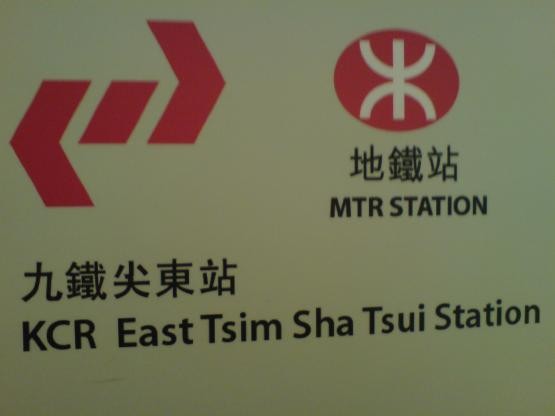 地鐵站
MTR STATION
九鐵尖東站
KCR East Tsim Sha Tsui Station